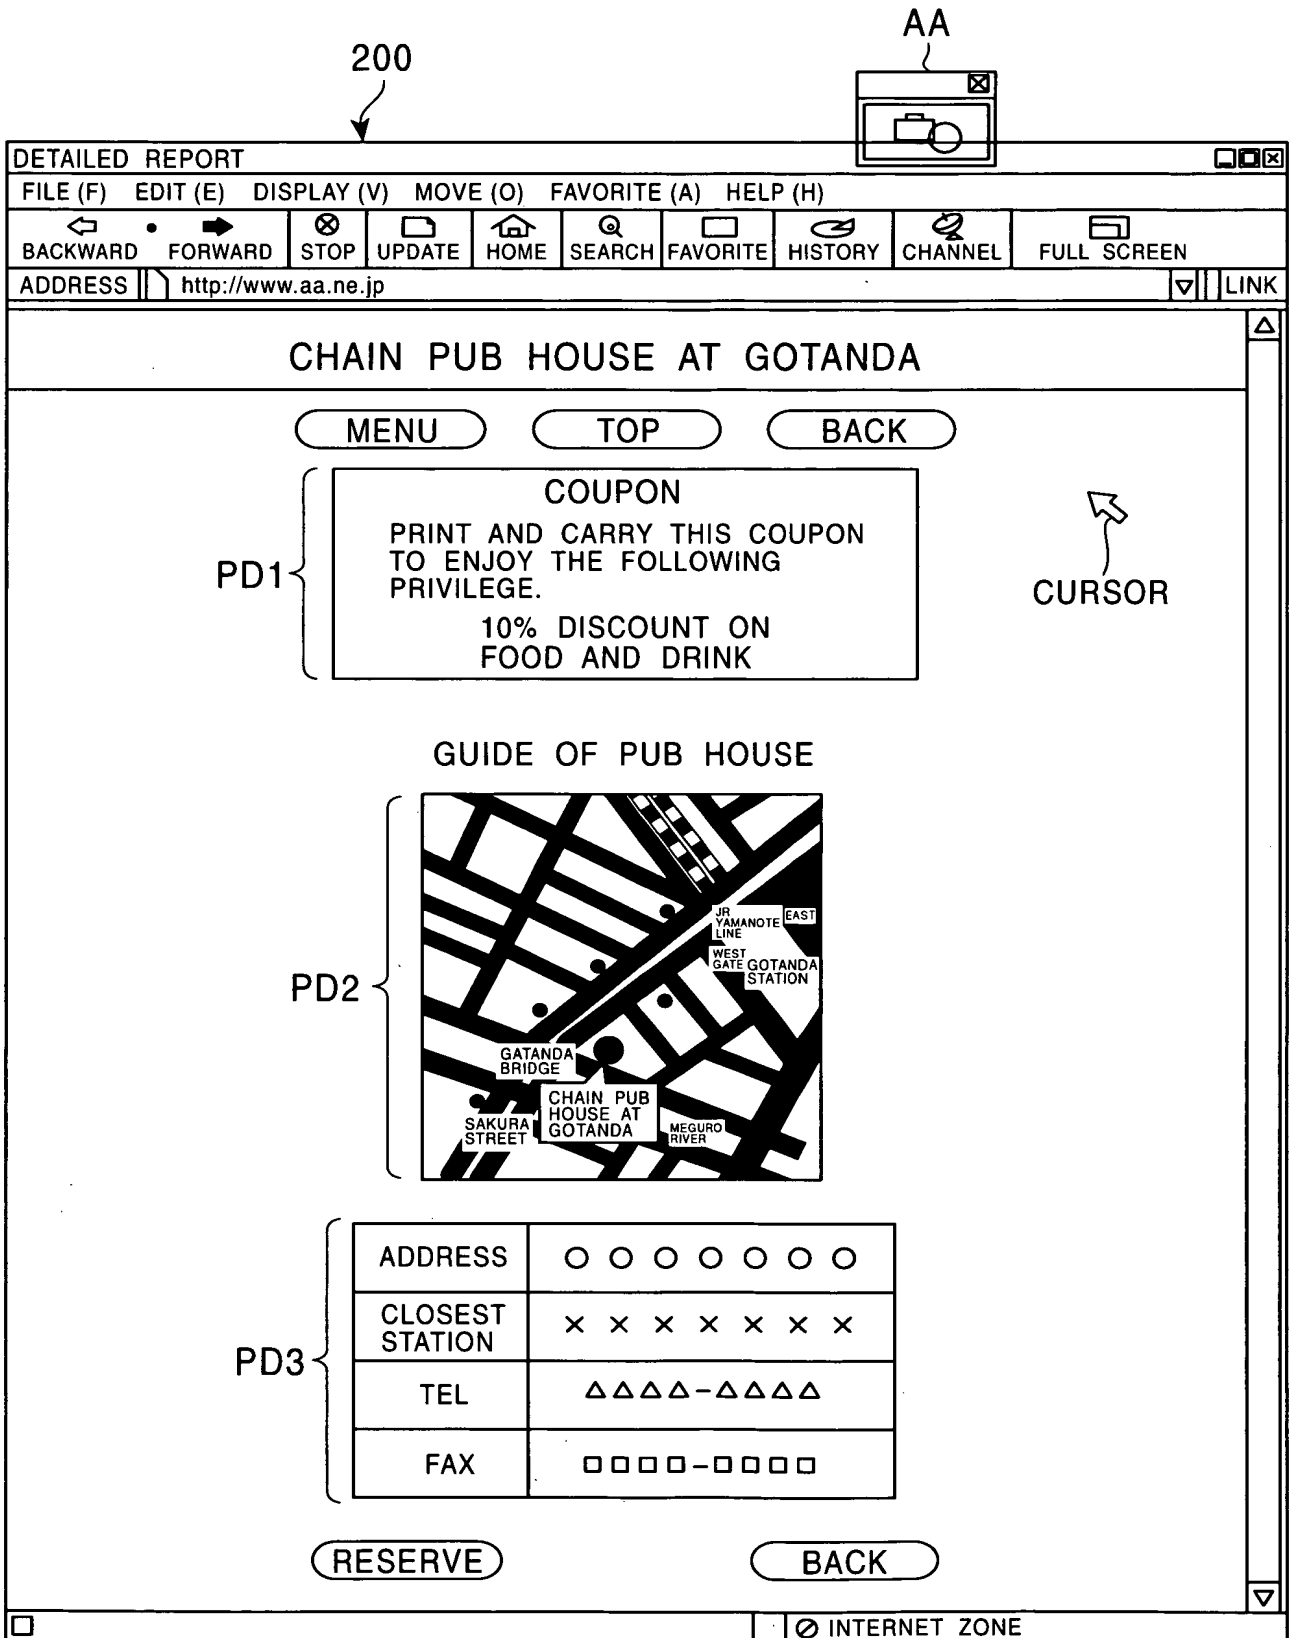 AA
200
DETAILED REPORT
FILE (F) EDIT (E) DISPLAY (V) MOVE (O) FAVORITE (A) HELP (H)
BACKWARD • FORWARD STOP UPDATE HOME SEARCH FAVORITE HISTORY CHANNEL FULL SCREEN
ADDRESS http://www.aa.ne.jp LINK
CHAIN PUB HOUSE AT GOTANDA
MENU TOP BACK
COUPON
PRINT AND CARRY THIS COUPON
TO ENJOY THE FOLLOWING
PRIVILEGE.
10% DISCOUNT ON
FOOD AND DRINK
PD1
CURSOR
GUIDE OF PUB HOUSE
PD2
JR
YAMANOTE
LINE
EAST
WEST
GATE
GOTANDA
STATION
GATANDA
BRIDGE
CHAIN PUB
HOUSE AT
GOTANDA
SAKURA
STREET
MEGURO
RIVER
PD3
ADDRESS ○ ○ ○ ○ ○ ○ ○
CLOSEST
STATION × × × × × × ×
TEL △△△△-△△△△
FAX □□□□-□□□□
RESERVE BACK
INTERNET ZONE